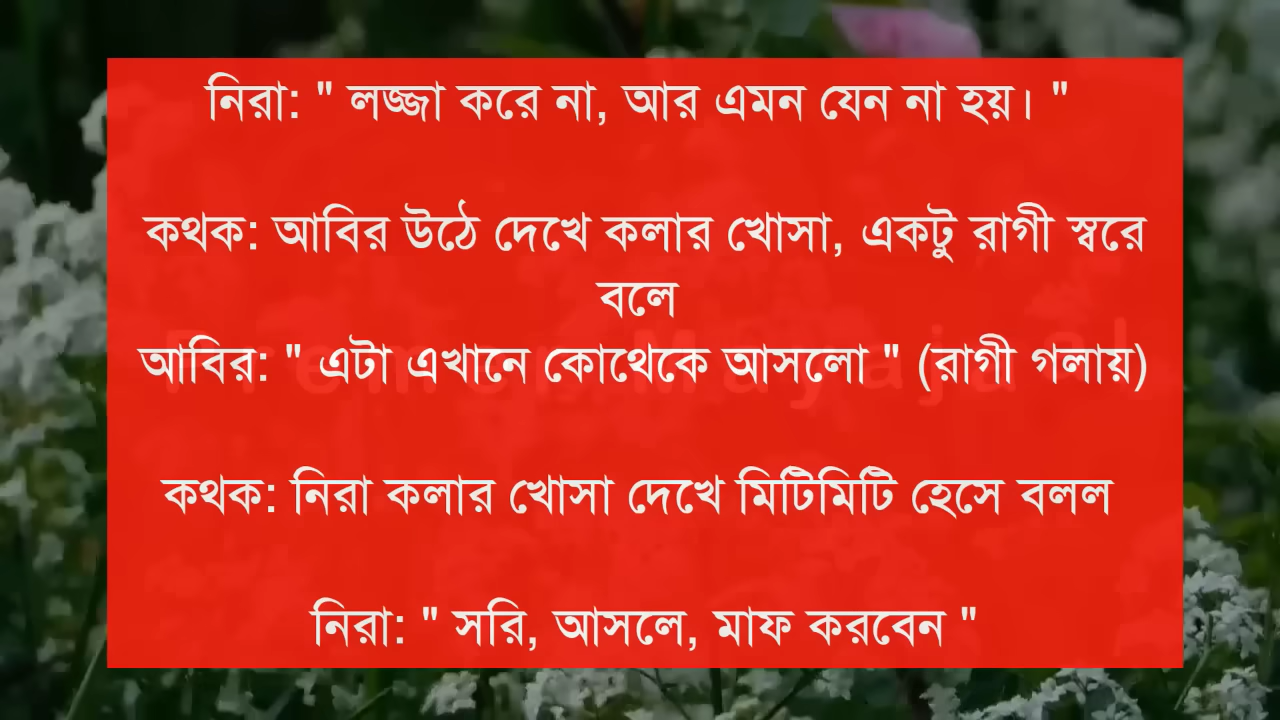 নিরা: " লজ্জা করে না, আর এমন যেন না হয়। "
কথক: আবির উঠে দেখে কলার খোসা, একটু রাগী স্বরে
বলে
আবির: " এটা এখানে কোথেকে আসলো " (রাগী গলায়)
কথক: নিরা কলার খোসা দেখে মিটিমিটি হেসে বলল
নিরা: " সরি, আসলে, মাফ করবেন "